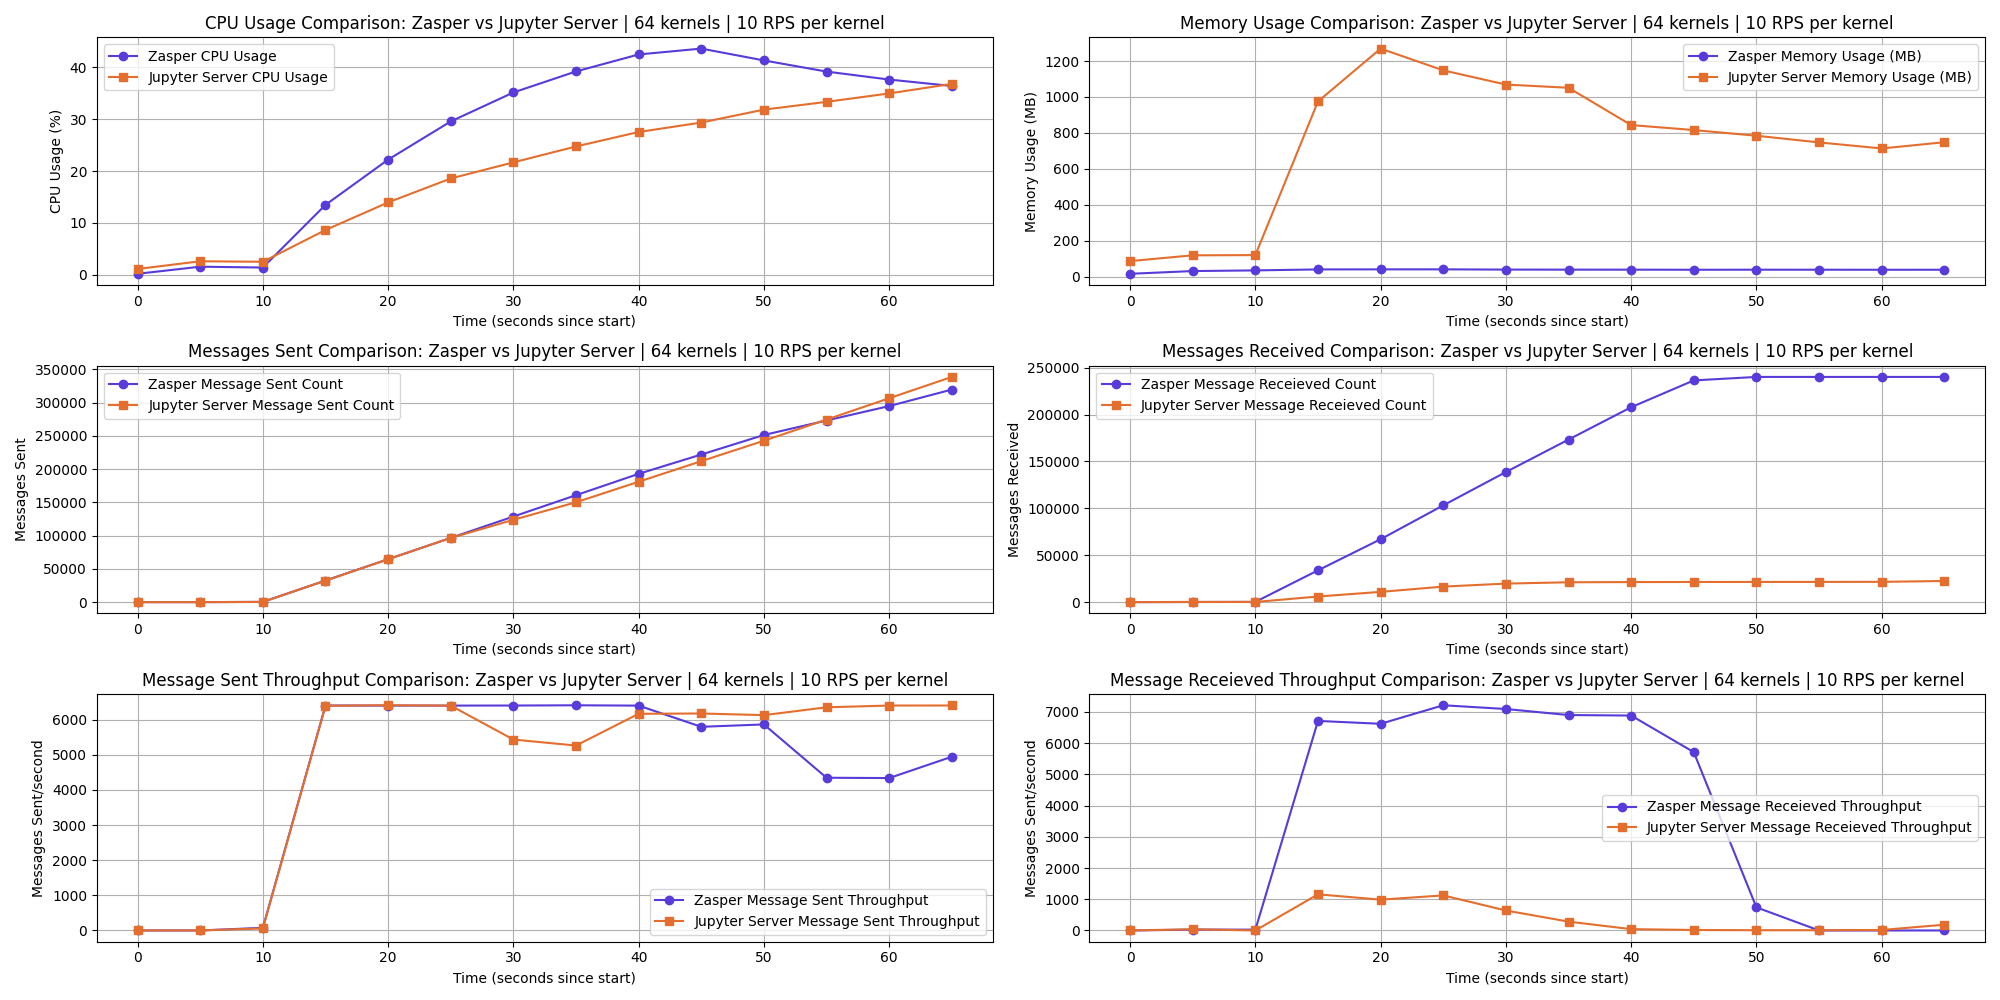 CPU Usage Comparison: Zasper vs Jupyter Server | 64 kernels | 10 RPS per kernel
Zasper CPU Usage
Jupyter Server CPU Usage
CPU Usage (%)
40
30
20
10
0
0 10 20 30 40 50 60
Time (seconds since start)
Memory Usage Comparison: Zasper vs Jupyter Server | 64 kernels | 10 RPS per kernel
Zasper Memory Usage (MB)
Jupyter Server Memory Usage (MB)
Memory Usage (MB)
1200
1000
800
600
400
200
0
0 10 20 30 40 50 60
Time (seconds since start)
Messages Sent Comparison: Zasper vs Jupyter Server | 64 kernels | 10 RPS per kernel
Zasper Message Sent Count
Jupyter Server Message Sent Count
Messages Sent
350000
300000
250000
200000
150000
100000
50000
0
0 10 20 30 40 50 60
Time (seconds since start)
Messages Received Comparison: Zasper vs Jupyter Server | 64 kernels | 10 RPS per kernel
Zasper Message Receieved Count
Jupyter Server Message Receieved Count
Messages Received
250000
200000
150000
100000
50000
0
0 10 20 30 40 50 60
Time (seconds since start)
Message Sent Throughput Comparison: Zasper vs Jupyter Server | 64 kernels | 10 RPS per kernel
Zasper Message Sent Throughput
Jupyter Server Message Sent Throughput
Messages Sent/second
6000
5000
4000
3000
2000
1000
0
0 10 20 30 40 50 60
Time (seconds since start)
Message Receieved Throughput Comparison: Zasper vs Jupyter Server | 64 kernels | 10 RPS per kernel
Zasper Message Receieved Throughput
Jupyter Server Message Receieved Throughput
Messages Sent/second
7000
6000
5000
4000
3000
2000
1000
0
0 10 20 30 40 50 60
Time (seconds since start)